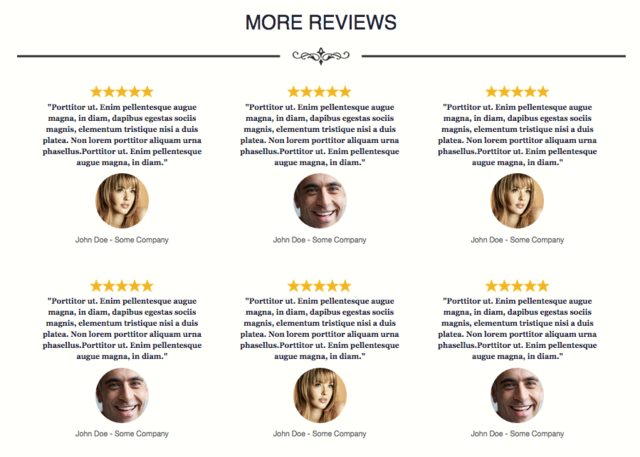 MORE REVIEWS
"Porttitor ut. Enim pellentesque augue
magna, in diam, dapibus egestas sociis
magnis, elementum tristique nisi a duis
platea. Non lorem porttitor aliquam urna
phasellus.Porttitor ut. Enim pellentesque
augue magna, in diam."
John Doe - Some Company
"Porttitor ut. Enim pellentesque augue
magna, in diam, dapibus egestas sociis
magnis, elementum tristique nisi a duis
platea. Non lorem porttitor aliquam urna
phasellus.Porttitor ut. Enim pellentesque
augue magna, in diam."
John Doe - Some Company
"Porttitor ut. Enim pellentesque augue
magna, in diam, dapibus egestas sociis
magnis, elementum tristique nisi a duis
platea. Non lorem porttitor aliquam urna
phasellus.Porttitor ut. Enim pellentesque
augue magna, in diam."
John Doe - Some Company
"Porttitor ut. Enim pellentesque augue
magna, in diam, dapibus egestas sociis
magnis, elementum tristique nisi a duis
platea. Non lorem porttitor aliquam urna
phasellus.Porttitor ut. Enim pellentesque
augue magna, in diam."
John Doe - Some Company
"Porttitor ut. Enim pellentesque augue
magna, in diam, dapibus egestas sociis
magnis, elementum tristique nisi a duis
platea. Non lorem porttitor aliquam urna
phasellus.Porttitor ut. Enim pellentesque
augue magna, in diam."
John Doe - Some Company
"Porttitor ut. Enim pellentesque augue
magna, in diam, dapibus egestas sociis
magnis, elementum tristique nisi a duis
platea. Non lorem porttitor aliquam urna
phasellus.Porttitor ut. Enim pellentesque
augue magna, in diam."
John Doe - Some Company